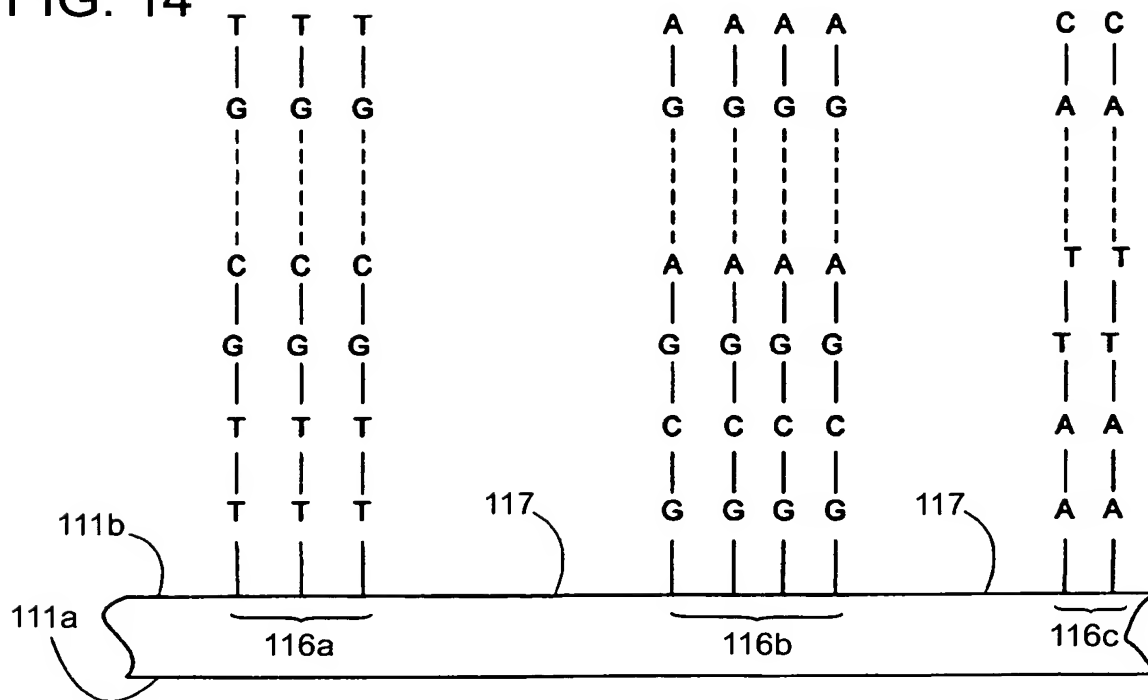 FIG. 14
T T T A A A A C C
G G G G G G G A A
C C C A A A A T T
G G G G G G G T T
T T T C C C C A A
T T T G G G G A A
111b 117 117
111a 116a 116b 116c